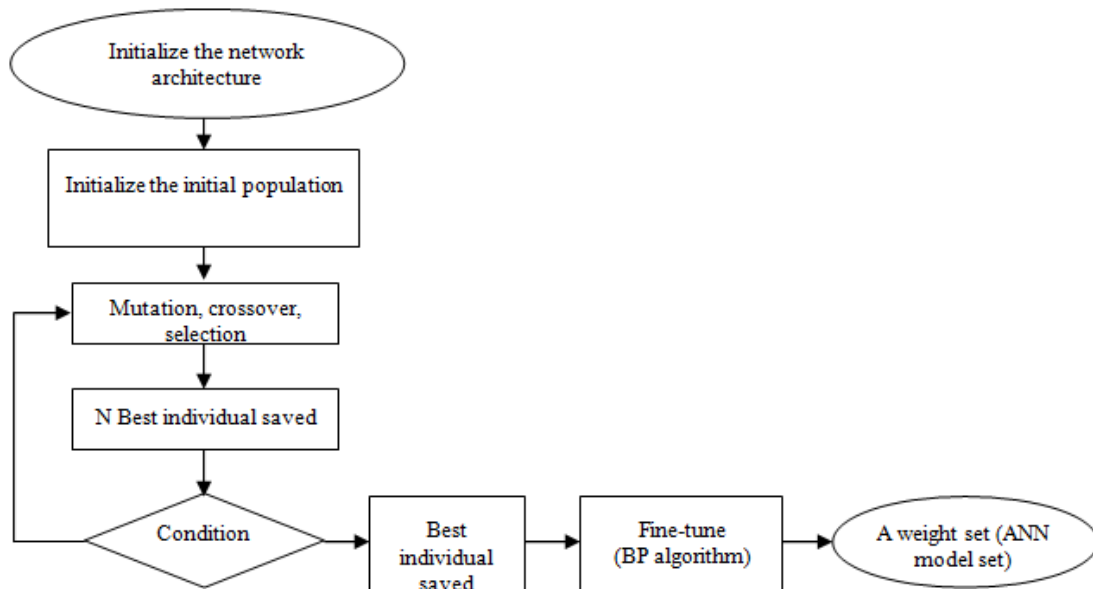 Initialize the network
architecture
Initialize the initial population
Mutation, crossover,
selection
N Best individual saved
Condition
Best
individual
saved
Fine-tune
(BP algorithm)
A weight set (ANN
model set)